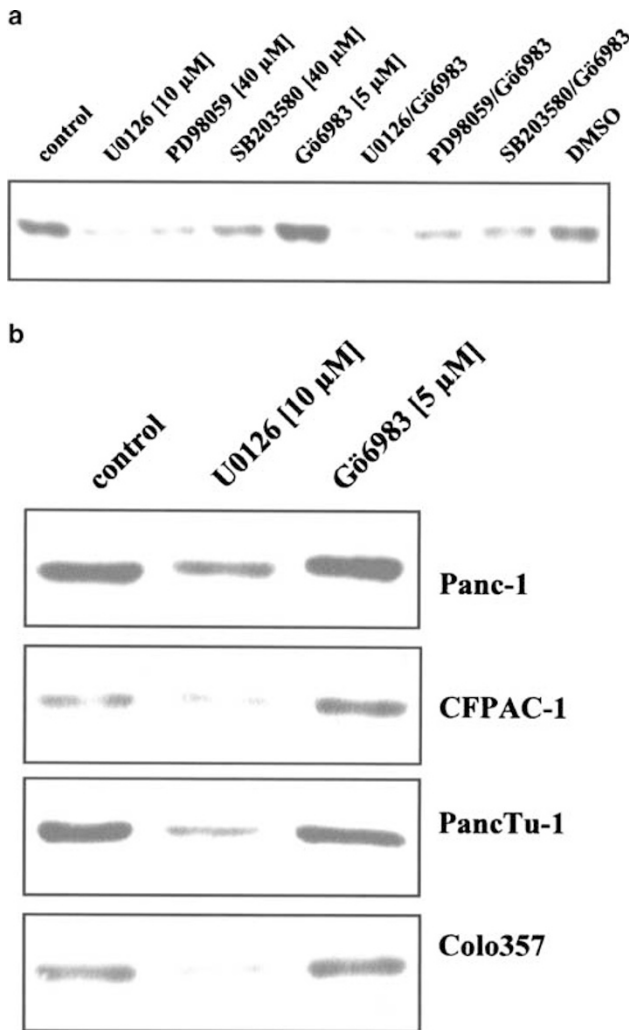 a
control
U0126 [10 µM]
PD98059 [40 µM]
SB203580 [40 µM]
Gö6983 [5 µM]
U0126/Gö6983
PD98059/Gö6983
SB203580/Gö6983
DMSO
b
control
U0126 [10 µM]
Gö6983 [5 µM]
Panc-1
CFPAC-1
PancTu-1
Colo357